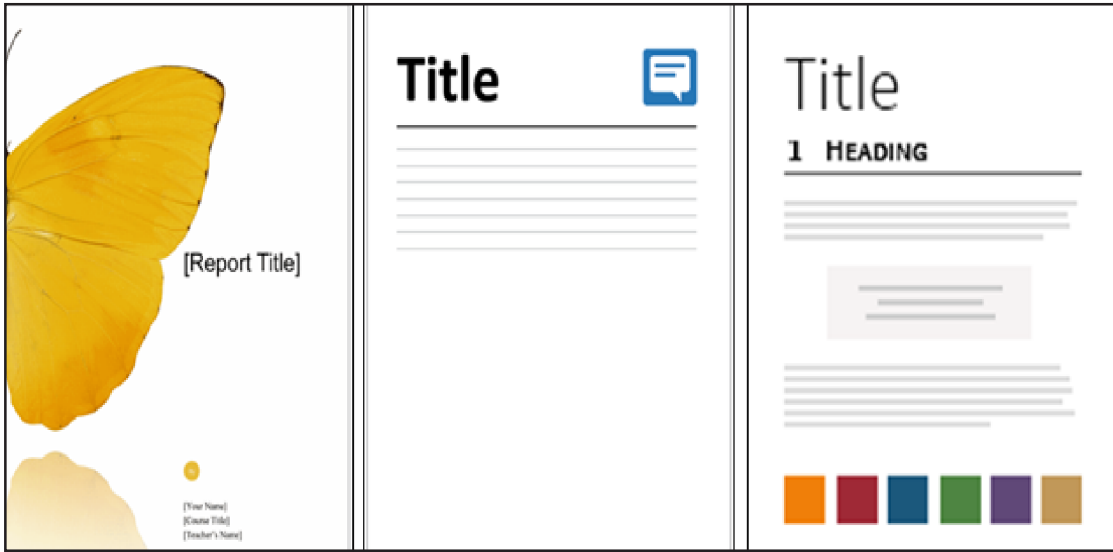 [Report Title]
[Your Name]
[Course Title]
[Teacher's Name]
Title
Title
1 HEADING